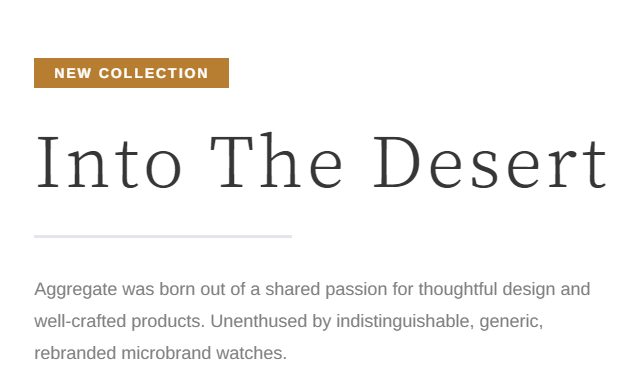 NEW COLLECTION
Into The Desert
Aggregate was born out of a shared passion for thoughtful design and
well-crafted products. Unenthused by indistinguishable, generic,
rebranded microbrand watches.